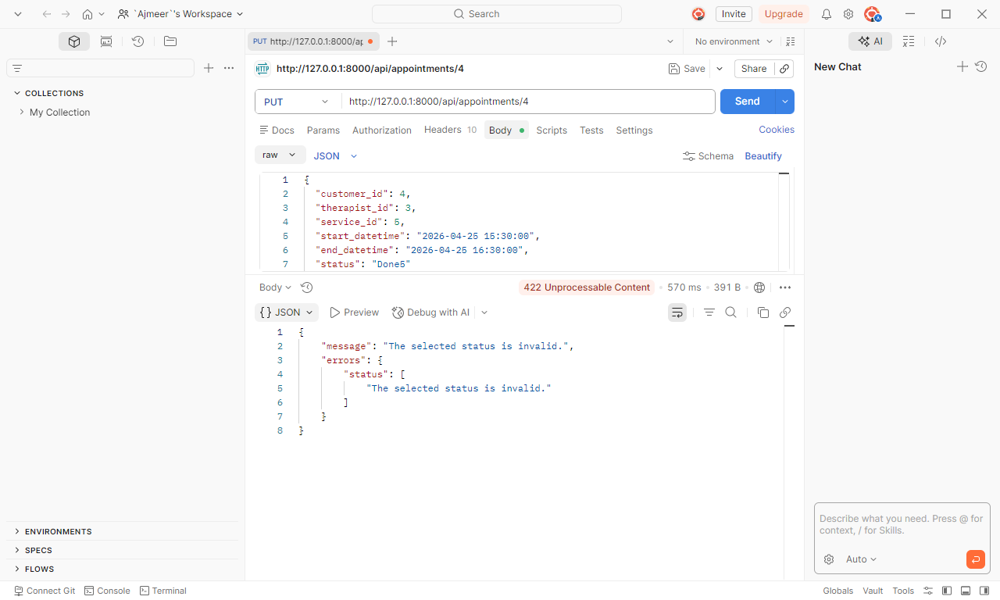 `Ajmeer`'s Workspace
Search
Invite
Upgrade
PUT http://127.0.0.1:8000/ap
No environment
AI
HTTP http://127.0.0.1:8000/api/appointments/4
Save
Share
New Chat
COLLECTIONS
My Collection
PUT
http://127.0.0.1:8000/api/appointments/4
Send
Docs Params Authorization Headers 10 Body Scripts Tests Settings Cookies
raw JSON Schema Beautify
1 {
2 "customer_id": 4,
3 "therapist_id": 3,
4 "service_id": 5,
5 "start_datetime": "2026-04-25 15:30:00",
6 "end_datetime": "2026-04-25 16:30:00",
7 "status": "Done5"
Body 422 Unprocessable Content 570 ms 391 B
{ } JSON Preview Debug with AI
1 {
2 "message": "The selected status is invalid.",
3 "errors": {
4 "status": [
5 "The selected status is invalid."
6 ]
7 }
8 }
Describe what you need. Press @ for
context, / for Skills.
Auto
ENVIRONMENTS
SPECS
FLOWS
Connect Git Console Terminal Globals Vault Tools